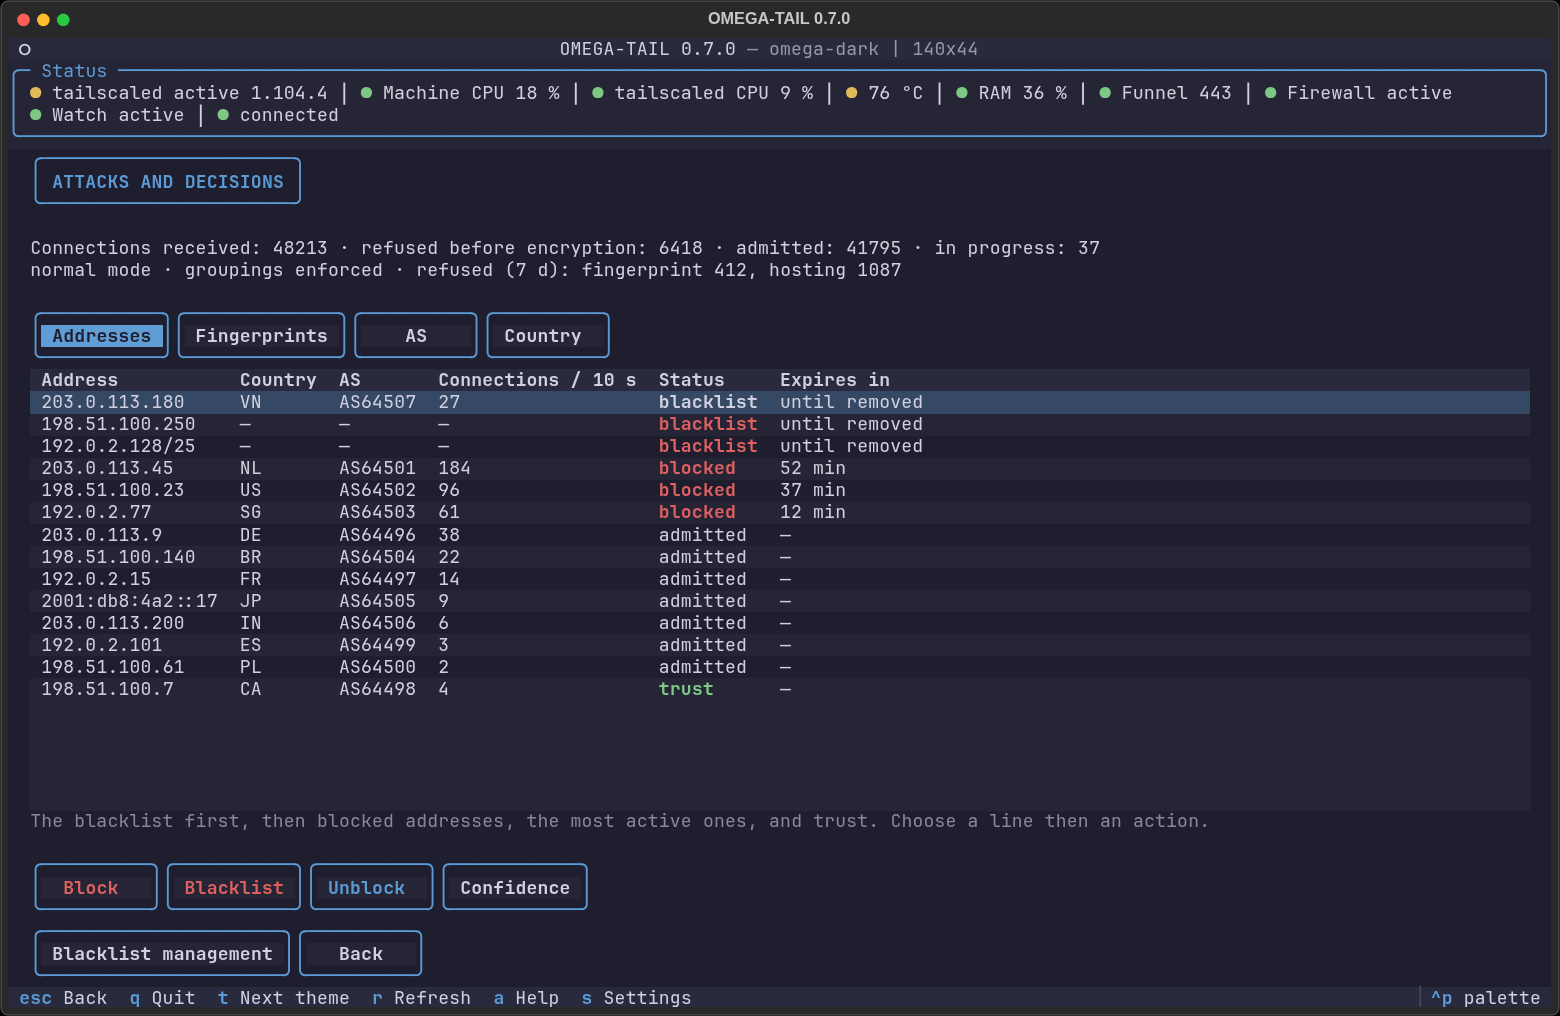 OMEGA-TAIL 0.7.0
OMEGA-TAIL 0.7.0 — omega-dark | 140x44
Status
● tailscaled active 1.104.4 │ ● Machine CPU 18 % │ ● tailscaled CPU 9 % │ ● 76 °C │ ● RAM 36 % │ ● Funnel 443 │ ● Firewall active
● Watch active │ ● connected
ATTACKS AND DECISIONS
Connections received: 48213 · refused before encryption: 6418 · admitted: 41795 · in progress: 37
normal mode · groupings enforced · refused (7 d): fingerprint 412, hosting 1087
Addresses Fingerprints AS Country
Address Country AS Connections / 10 s Status Expires in
203.0.113.180 VN AS64507 27 blacklist until removed
198.51.100.250 — — — blacklist until removed
192.0.2.128/25 — — — blacklist until removed
203.0.113.45 NL AS64501 184 blocked 52 min
198.51.100.23 US AS64502 96 blocked 37 min
192.0.2.77 SG AS64503 61 blocked 12 min
203.0.113.9 DE AS64496 38 admitted —
198.51.100.140 BR AS64504 22 admitted —
192.0.2.15 FR AS64497 14 admitted —
2001:db8:4a2::17 JP AS64505 9 admitted —
203.0.113.200 IN AS64506 6 admitted —
192.0.2.101 ES AS64499 3 admitted —
198.51.100.61 PL AS64500 2 admitted —
198.51.100.7 CA AS64498 4 trust —
The blacklist first, then blocked addresses, the most active ones, and trust. Choose a line then an action.
Block Blacklist Unblock Confidence
Blacklist management Back
esc Back q Quit t Next theme r Refresh a Help s Settings ^p palette